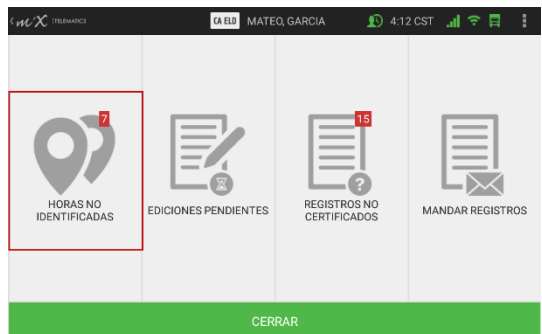 MiX TELEMATICS
CA ELD MATEO, GARCIA 4:12 CST
7
HORAS NO
IDENTIFICADAS
EDICIONES PENDIENTES
15
?
REGISTROS NO
CERTIFICADOS
MANDAR REGISTROS
CERRAR